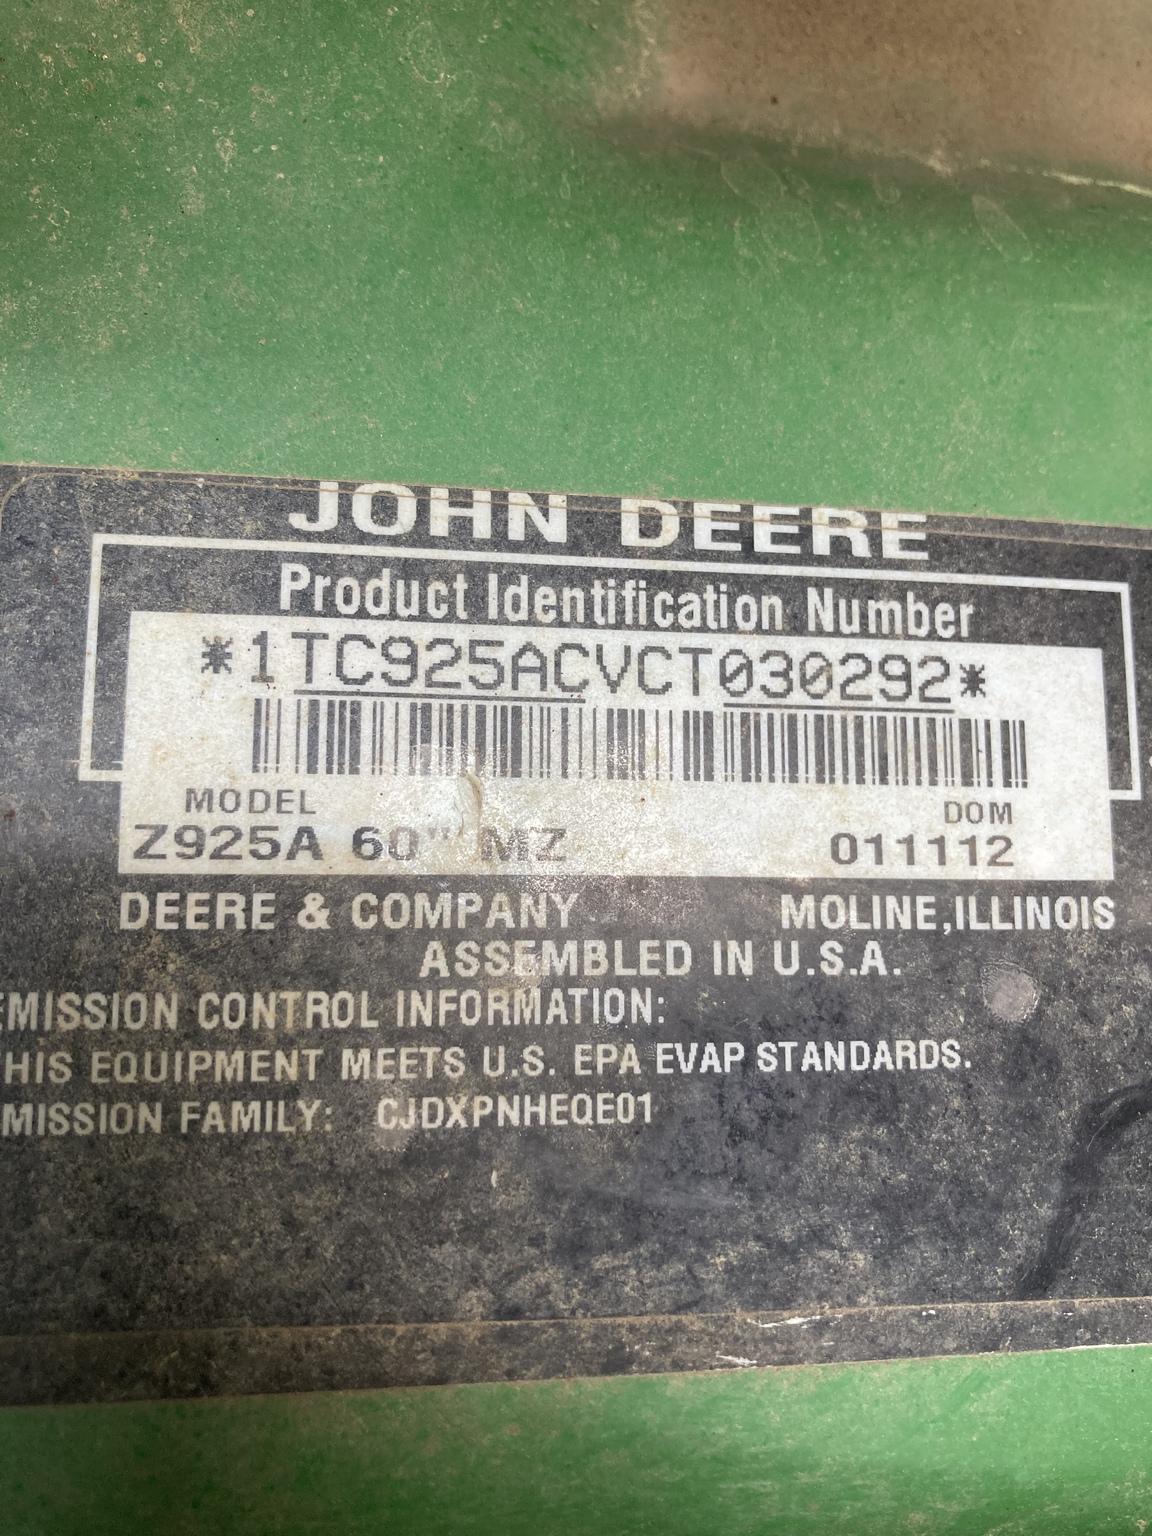 JOHN DEERE
Product Identification Number
*1TC925ACVCT030292*
MODEL DOM
Z925A 60" MZ 011112
DEERE & COMPANY MOLINE,ILLINOIS
ASSEMBLED IN U.S.A.
EMISSION CONTROL INFORMATION:
HIS EQUIPMENT MEETS U.S. EPA EVAP STANDARDS.
MISSION FAMILY: CJDXPNHEQE01